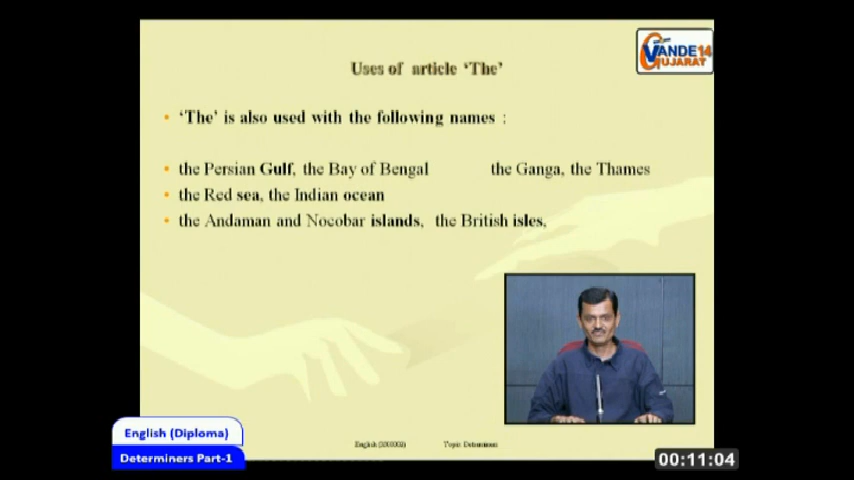 VANDE 14
GUJARAT
Uses of article ‘The’
• ‘The’ is also used with the following names :
• the Persian Gulf, the Bay of Bengal the Ganga, the Thames
• the Red sea, the Indian ocean
• the Andaman and Nocobar islands, the British isles,
English (Diploma)
Determiners Part-1
Topic: Determiners
00:11:04